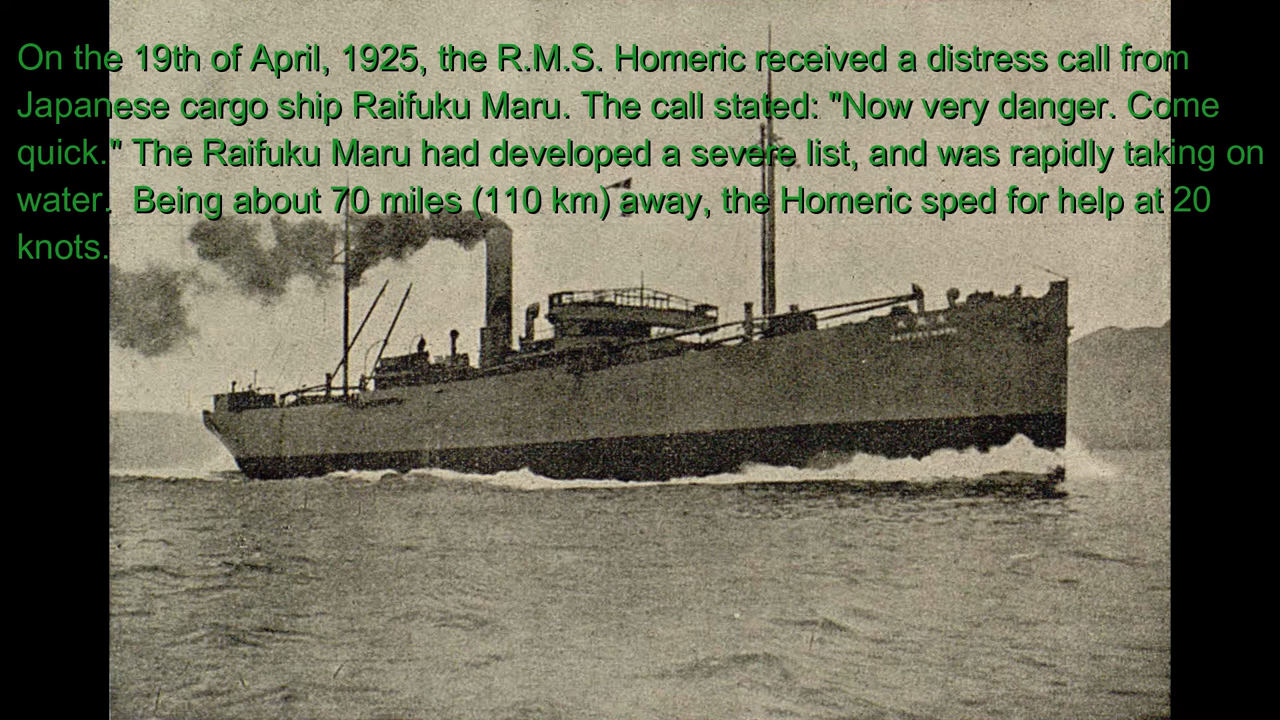 On the 19th of April, 1925, the R.M.S. Homeric received a distress call from
Japanese cargo ship Raifuku Maru. The call stated: "Now very danger. Come
quick." The Raifuku Maru had developed a severe list, and was rapidly taking on
water.  Being about 70 miles (110 km) away, the Homeric sped for help at 20
knots.